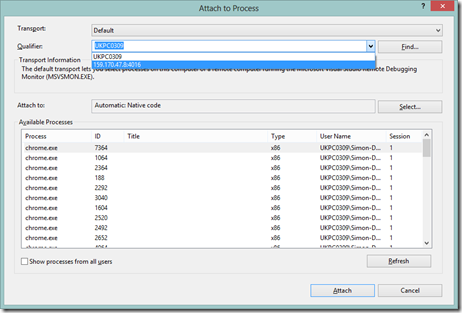 Attach to Process
Transport: Default
Qualifier: UKPC0309 Find...
UKPC0309
159.170.47.8:4016
Transport Information
The default transport lets you select processes on this computer or a remote computer running the Microsoft Visual Studio Remote Debugging
Monitor (MSVSMON.EXE).
Attach to: Automatic: Native code Select...
Available Processes
Process ID Title Type User Name Session
chrome.exe 7364 x86 UKPC0309\Simon-D... 1
chrome.exe 1064 x86 UKPC0309\Simon-D... 1
chrome.exe 2364 x86 UKPC0309\Simon-D... 1
chrome.exe 188 x86 UKPC0309\Simon-D... 1
chrome.exe 2292 x86 UKPC0309\Simon-D... 1
chrome.exe 3040 x86 UKPC0309\Simon-D... 1
chrome.exe 1604 x86 UKPC0309\Simon-D... 1
chrome.exe 2520 x86 UKPC0309\Simon-D... 1
chrome.exe 2492 x86 UKPC0309\Simon-D... 1
chrome.exe 2652 x86 UKPC0309\Simon-D... 1
Show processes from all users Refresh
Attach Cancel